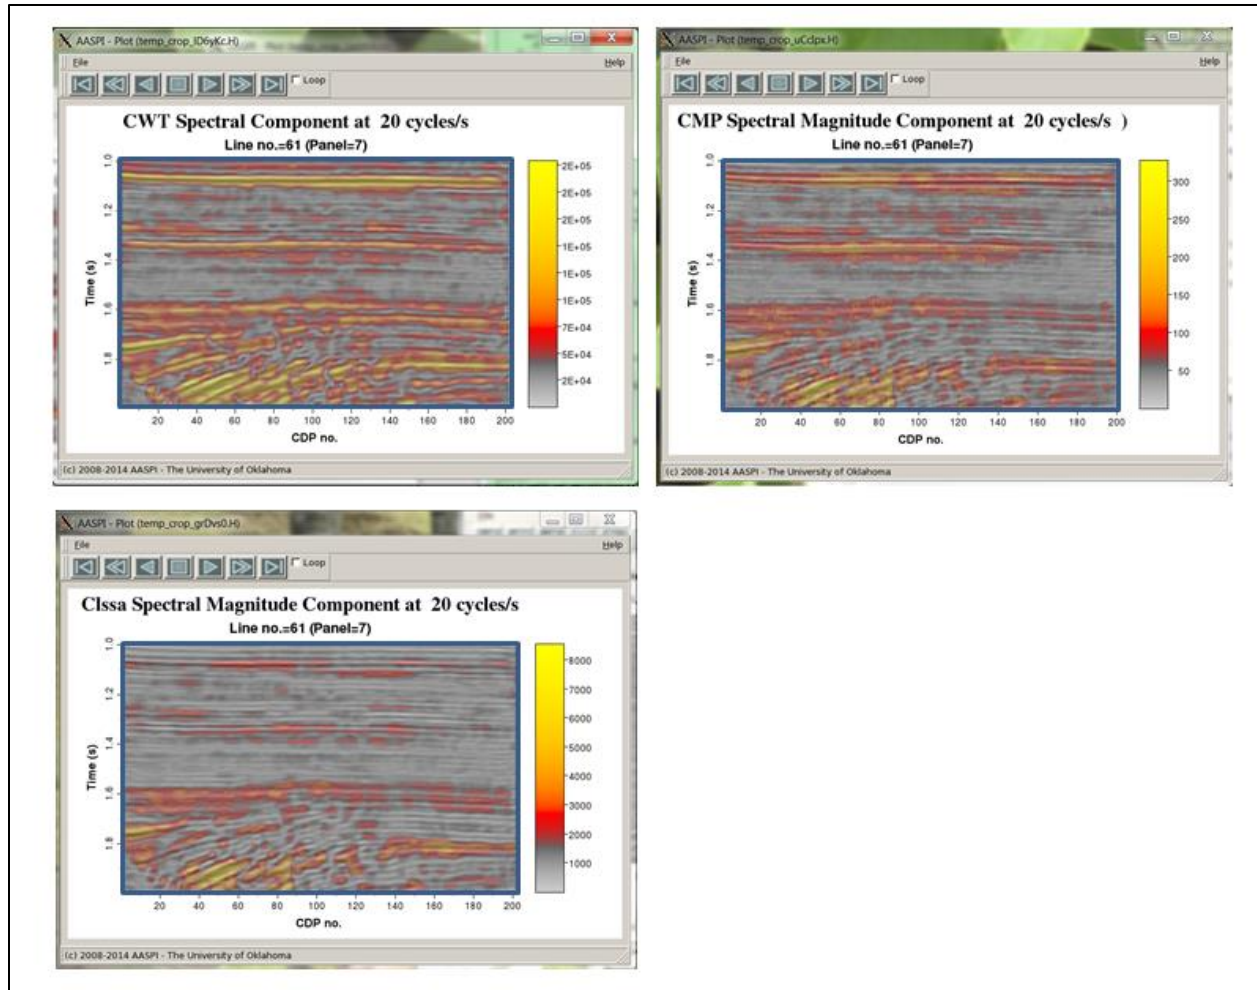 AASPI - Plot (temp_crop_ID6yKc.H)
File Help
Loop
CWT Spectral Component at 20 cycles/s
Line no.=61 (Panel=7)
Time (s)
1.0
1.2
1.4
1.6
1.8
20 40 60 80 100 120 140 160 180 200
CDP no.
2E+05
2E+05
1E+05
1E+05
1E+05
7E+04
5E+04
2E+04
(c) 2008-2014 AASPI - The University of Oklahoma
AASPI - Plot (temp_crop_uCdpx.H)
File Help
Loop
CMP Spectral Magnitude Component at 20 cycles/s )
Line no.=61 (Panel=7)
Time (s)
1.0
1.2
1.4
1.6
1.8
20 40 60 80 100 120 140 160 180 200
CDP no.
300
250
200
150
100
50
(c) 2008-2014 AASPI - The University of Oklahoma
AASPI - Plot (temp_crop_grDvs0.H)
File Help
Loop
Clssa Spectral Magnitude Component at 20 cycles/s
Line no.=61 (Panel=7)
Time (s)
1.0
1.2
1.4
1.6
1.8
20 40 60 80 100 120 140 160 180 200
CDP no.
8000
7000
6000
5000
4000
3000
2000
1000
(c) 2008-2014 AASPI - The University of Oklahoma